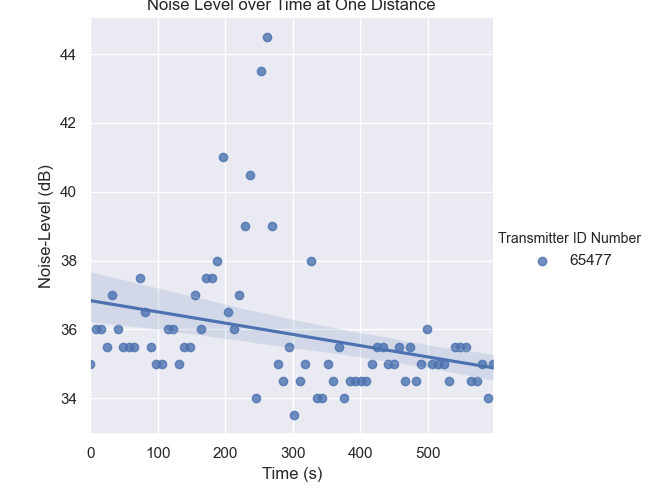 Noise Level over Time at One Distance
44
42
40
38
36
34
Noise-Level (dB)
0 100 200 300 400 500
Time (s)
Transmitter ID Number
65477